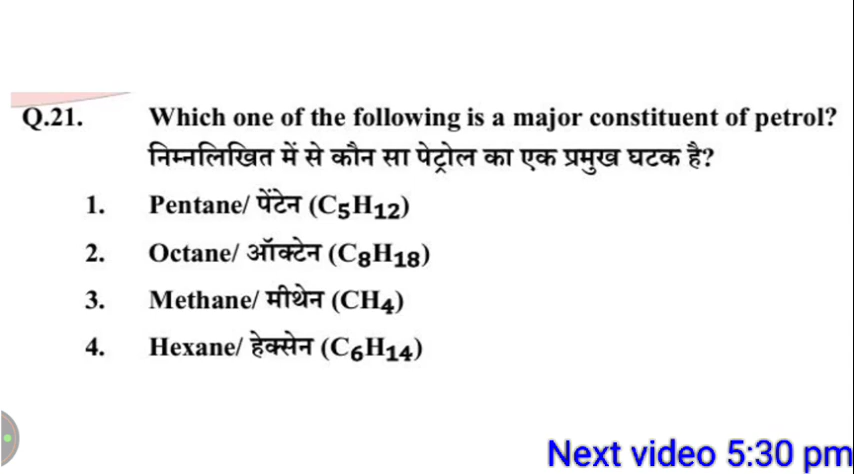 Q.21. Which one of the following is a major constituent of petrol?
निम्नलिखित में से कौन सा पेट्रोल का एक प्रमुख घटक है?
1. Pentane/ पेंटेन (C₅H₁₂)
2. Octane/ ऑक्टेन (C₈H₁₈)
3. Methane/ मीथेन (CH₄)
4. Hexane/ हेक्सेन (C₆H₁₄)
Next video 5:30 pm